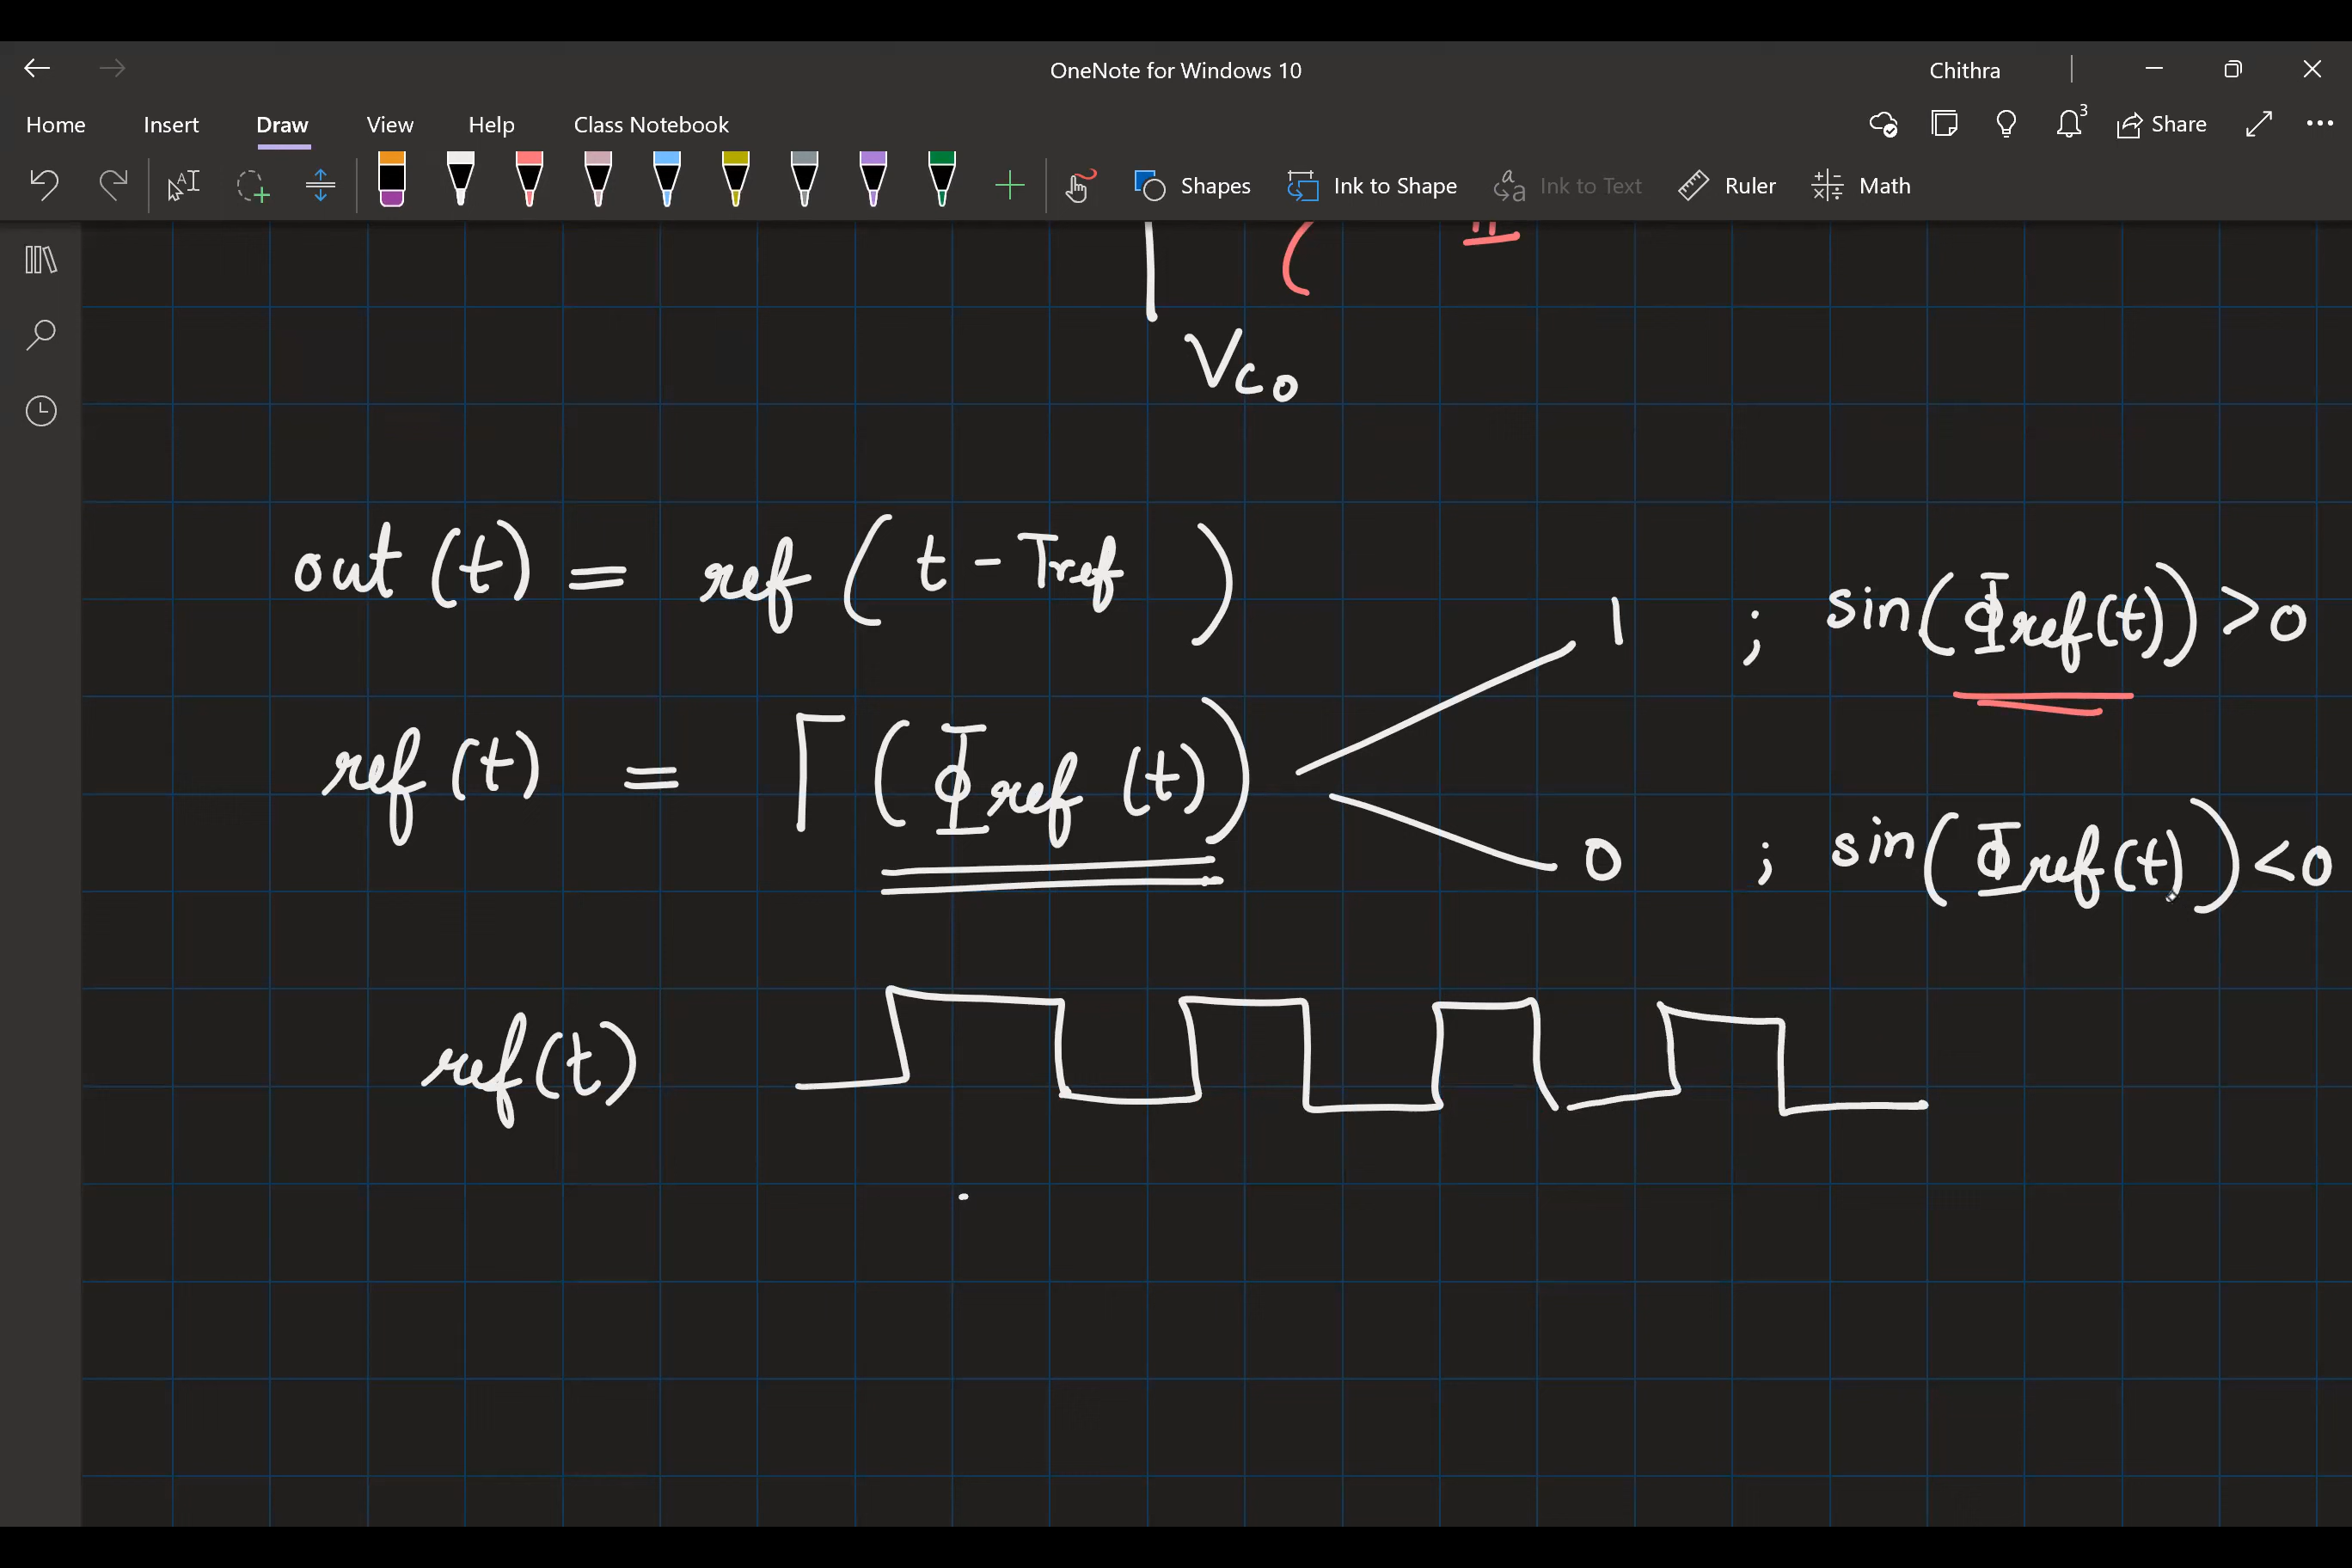 OneNote for Windows 10
Chithra
Home Insert Draw View Help Class Notebook
3
Share
Shapes Ink to Shape Ink to Text Ruler Math
Vco
out (t) = ref ( t - Tref )
1 ; sin(Φref(t)) > 0
ref (t) = Γ (Φref (t))
0 ; sin(Φref(t)) < 0
ref(t)